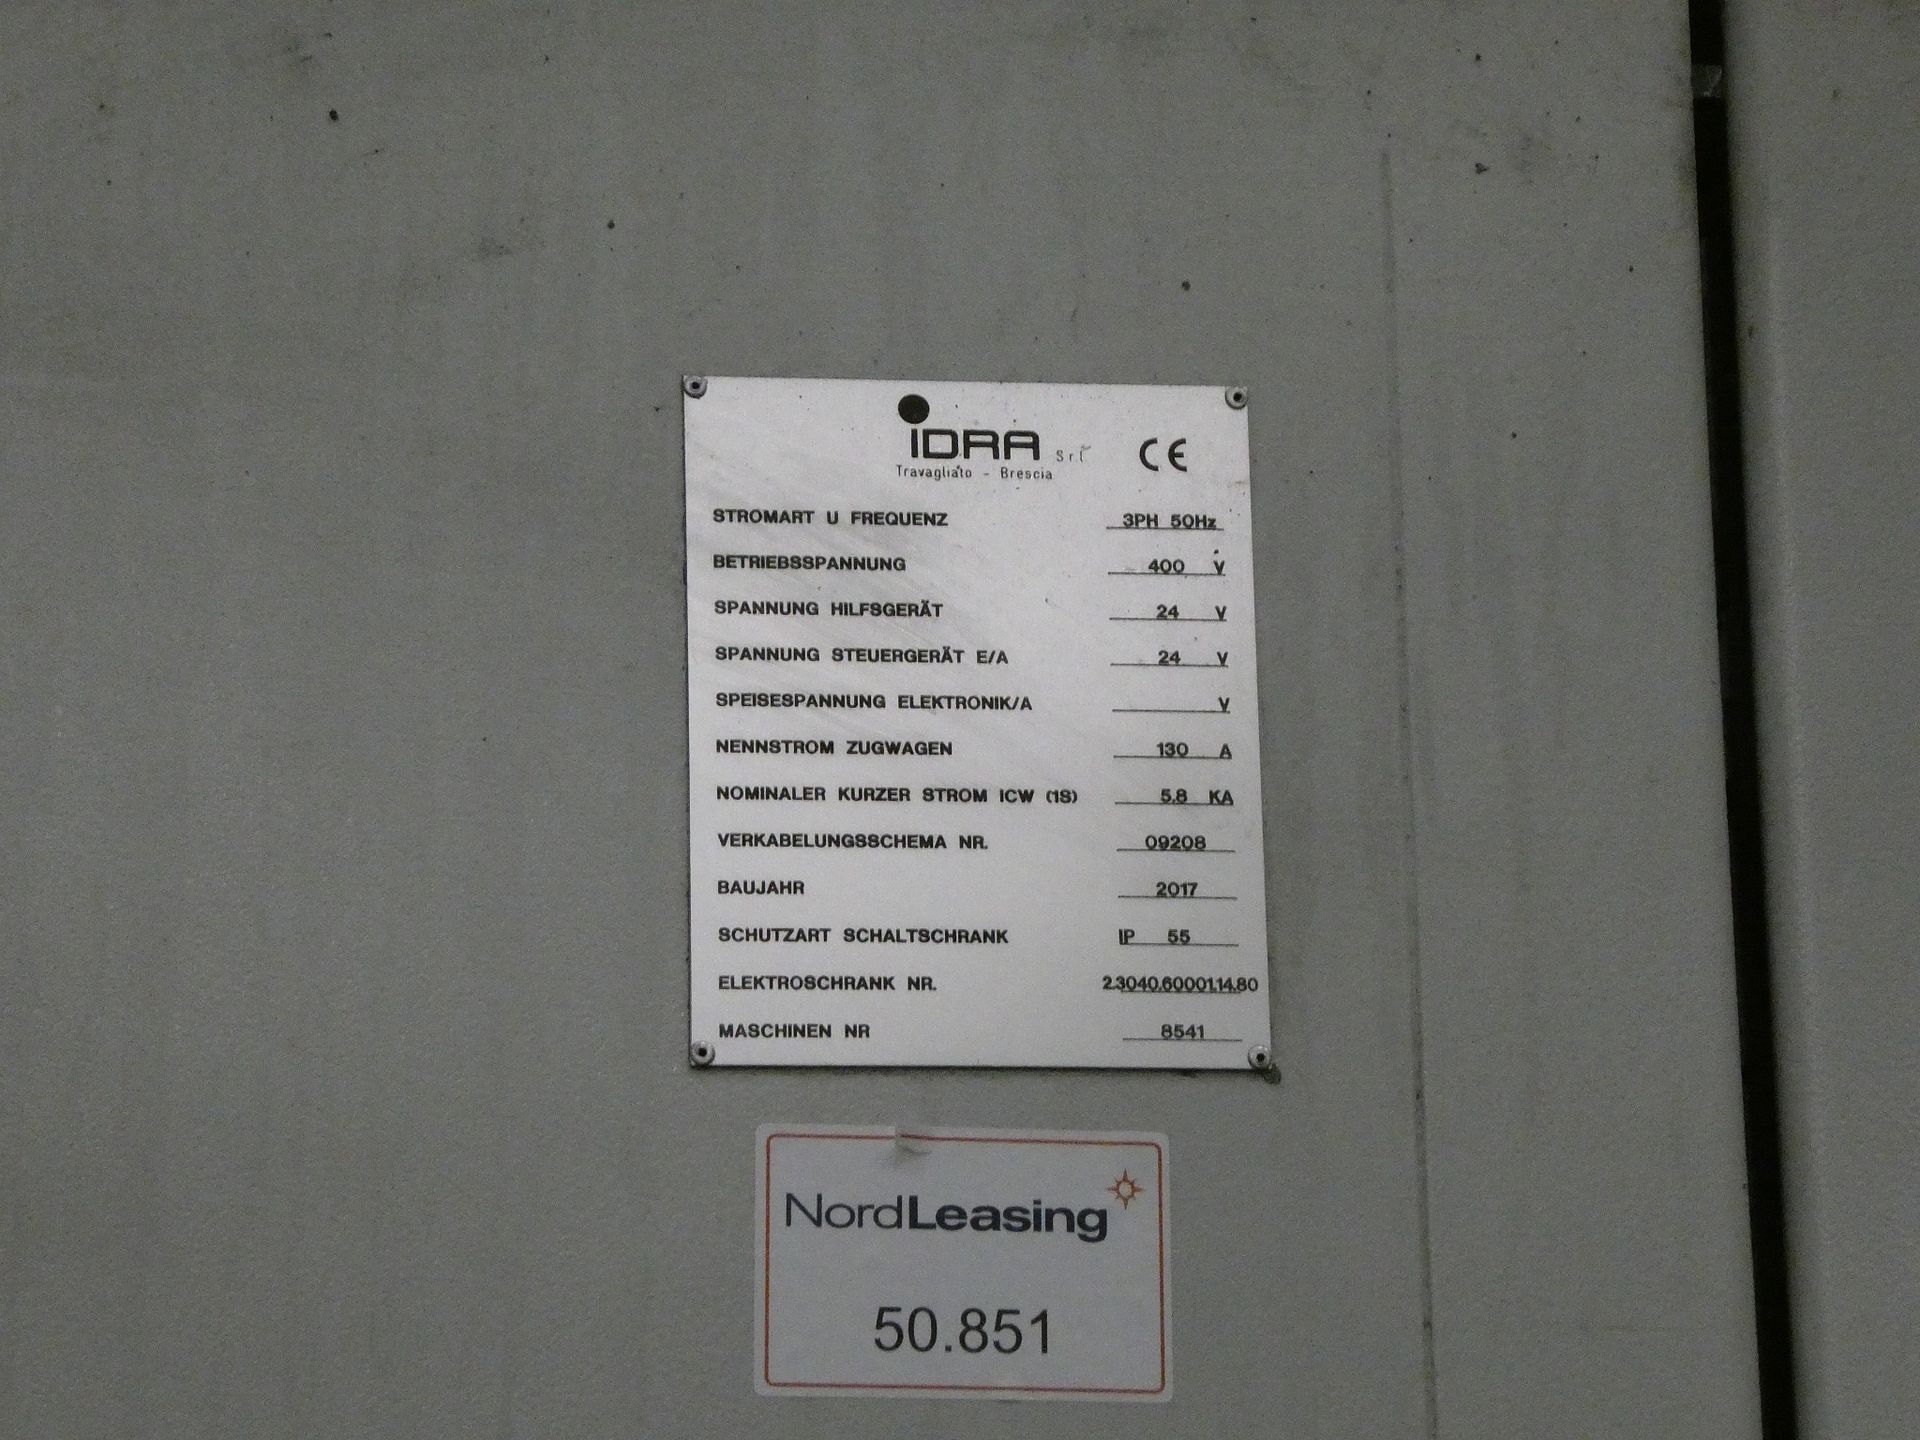 iDRA S.r.l.
CE
Travagliato - Brescia
STROMART U FREQUENZ 3PH 50Hz
BETRIEBSSPANNUNG 400 V
SPANNUNG HILFSGERÄT 24 V
SPANNUNG STEUERGERÄT E/A 24 V
SPEISESPANNUNG ELEKTRONIK/A V
NENNSTROM ZUGWAGEN 130 A
NOMINALER KURZER STROM ICW (1S) 5.8 KA
VERKABELUNGSSCHEMA NR. 09208
BAUJAHR 2017
SCHUTZART SCHALTSCHRANK IP 55
ELEKTROSCHRANK NR. 2.3040.60001.14.80
MASCHINEN NR 8541
NordLeasing
50.851